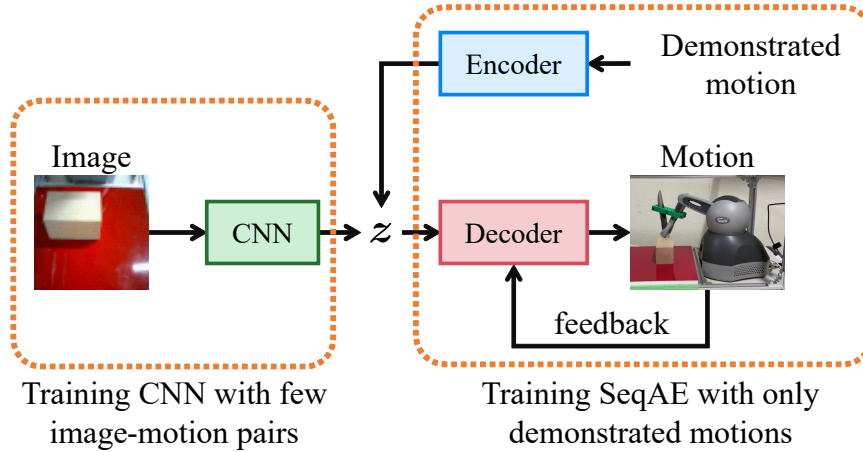 Encoder
Demonstrated
motion
Image
CNN
z
Decoder
Motion
feedback
Training CNN with few
image-motion pairs
Training SeqAE with only
demonstrated motions